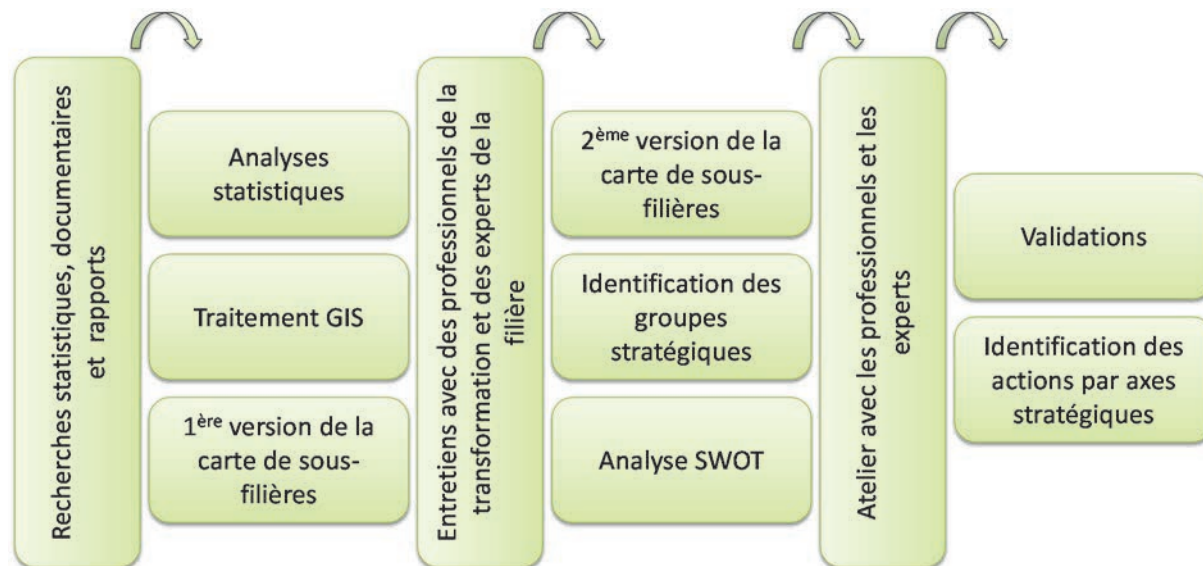 Recherches statistiques, documentaires
et rapports
Analyses
statistiques
Traitement GIS
1ère version de la
carte de sous-
filières
Entretiens avec des professionnels de la
transformation et des experts de la
filière
2ème version de la
carte de sous-
filières
Identification des
groupes
stratégiques
Analyse SWOT
Atelier avec les professionnels et les
experts
Validations
Identification des
actions par axes
stratégiques